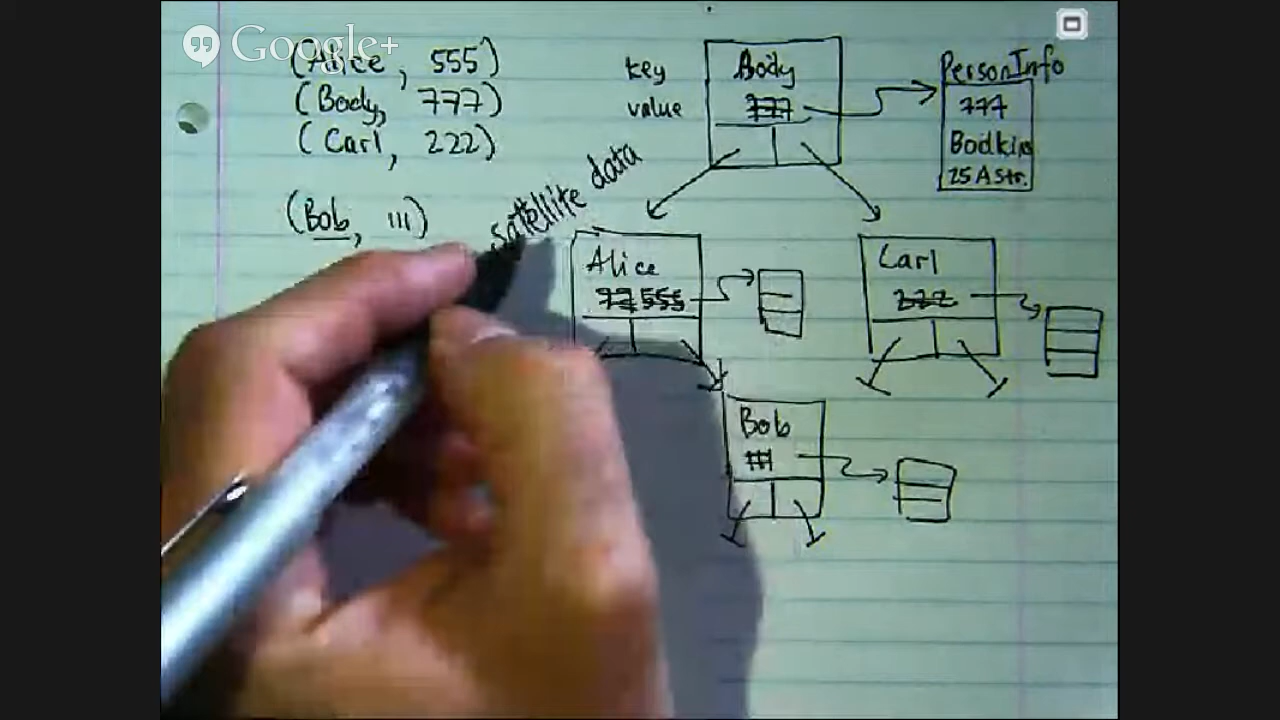 Google+
(Alice, 555)
(Body, 777)
(Carl, 222)
(Bob, 111)
satellite data
key
value
Body
777
PersonInfo
777
Bodkin
25 A Str.
Alice
77 555
Carl
222
Bob
111